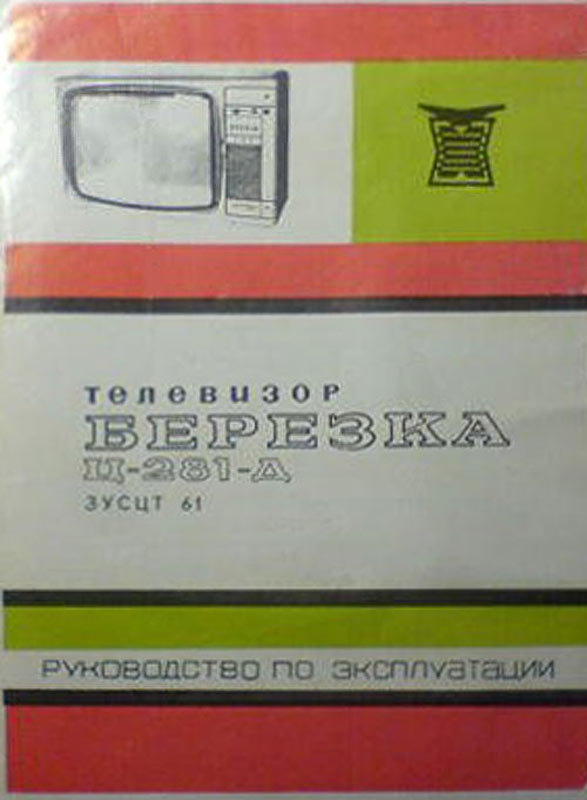 телевизор
БЕРЕЗКА
Ц-281-Д
ЗУСЦТ 61
РУКОВОДСТВО ПО ЭКСПЛУАТАЦИИ